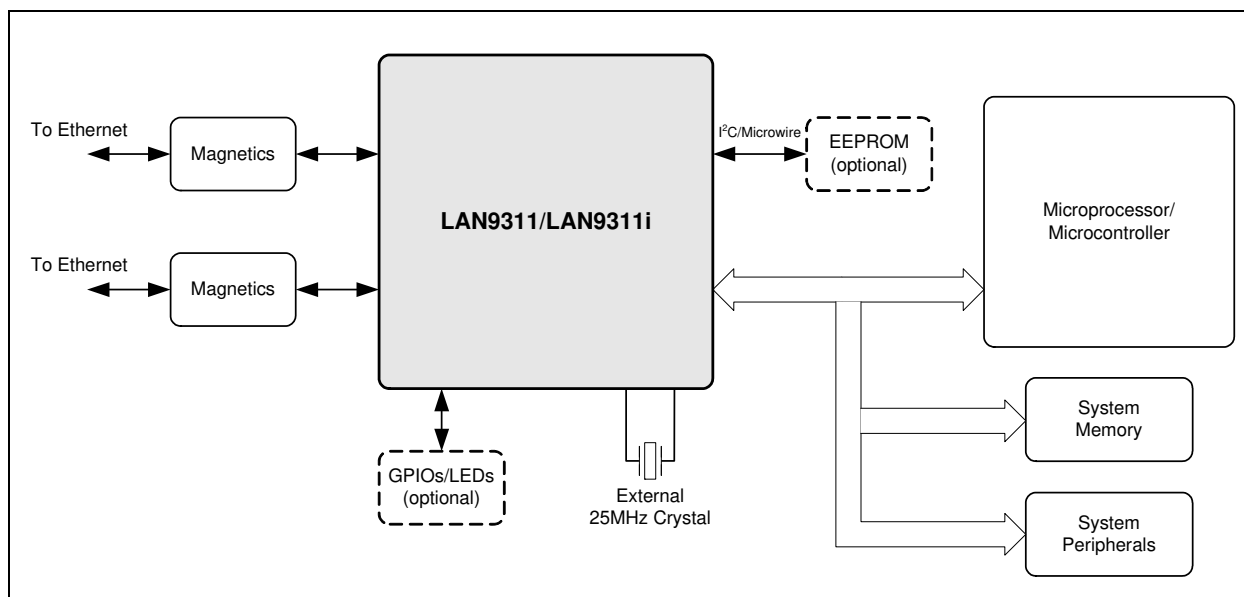 To Ethernet
Magnetics
To Ethernet
Magnetics
LAN9311/LAN9311i
I²C/Microwire
EEPROM
(optional)
Microprocessor/
Microcontroller
GPIOs/LEDs
(optional)
External
25MHz Crystal
System
Memory
System
Peripherals